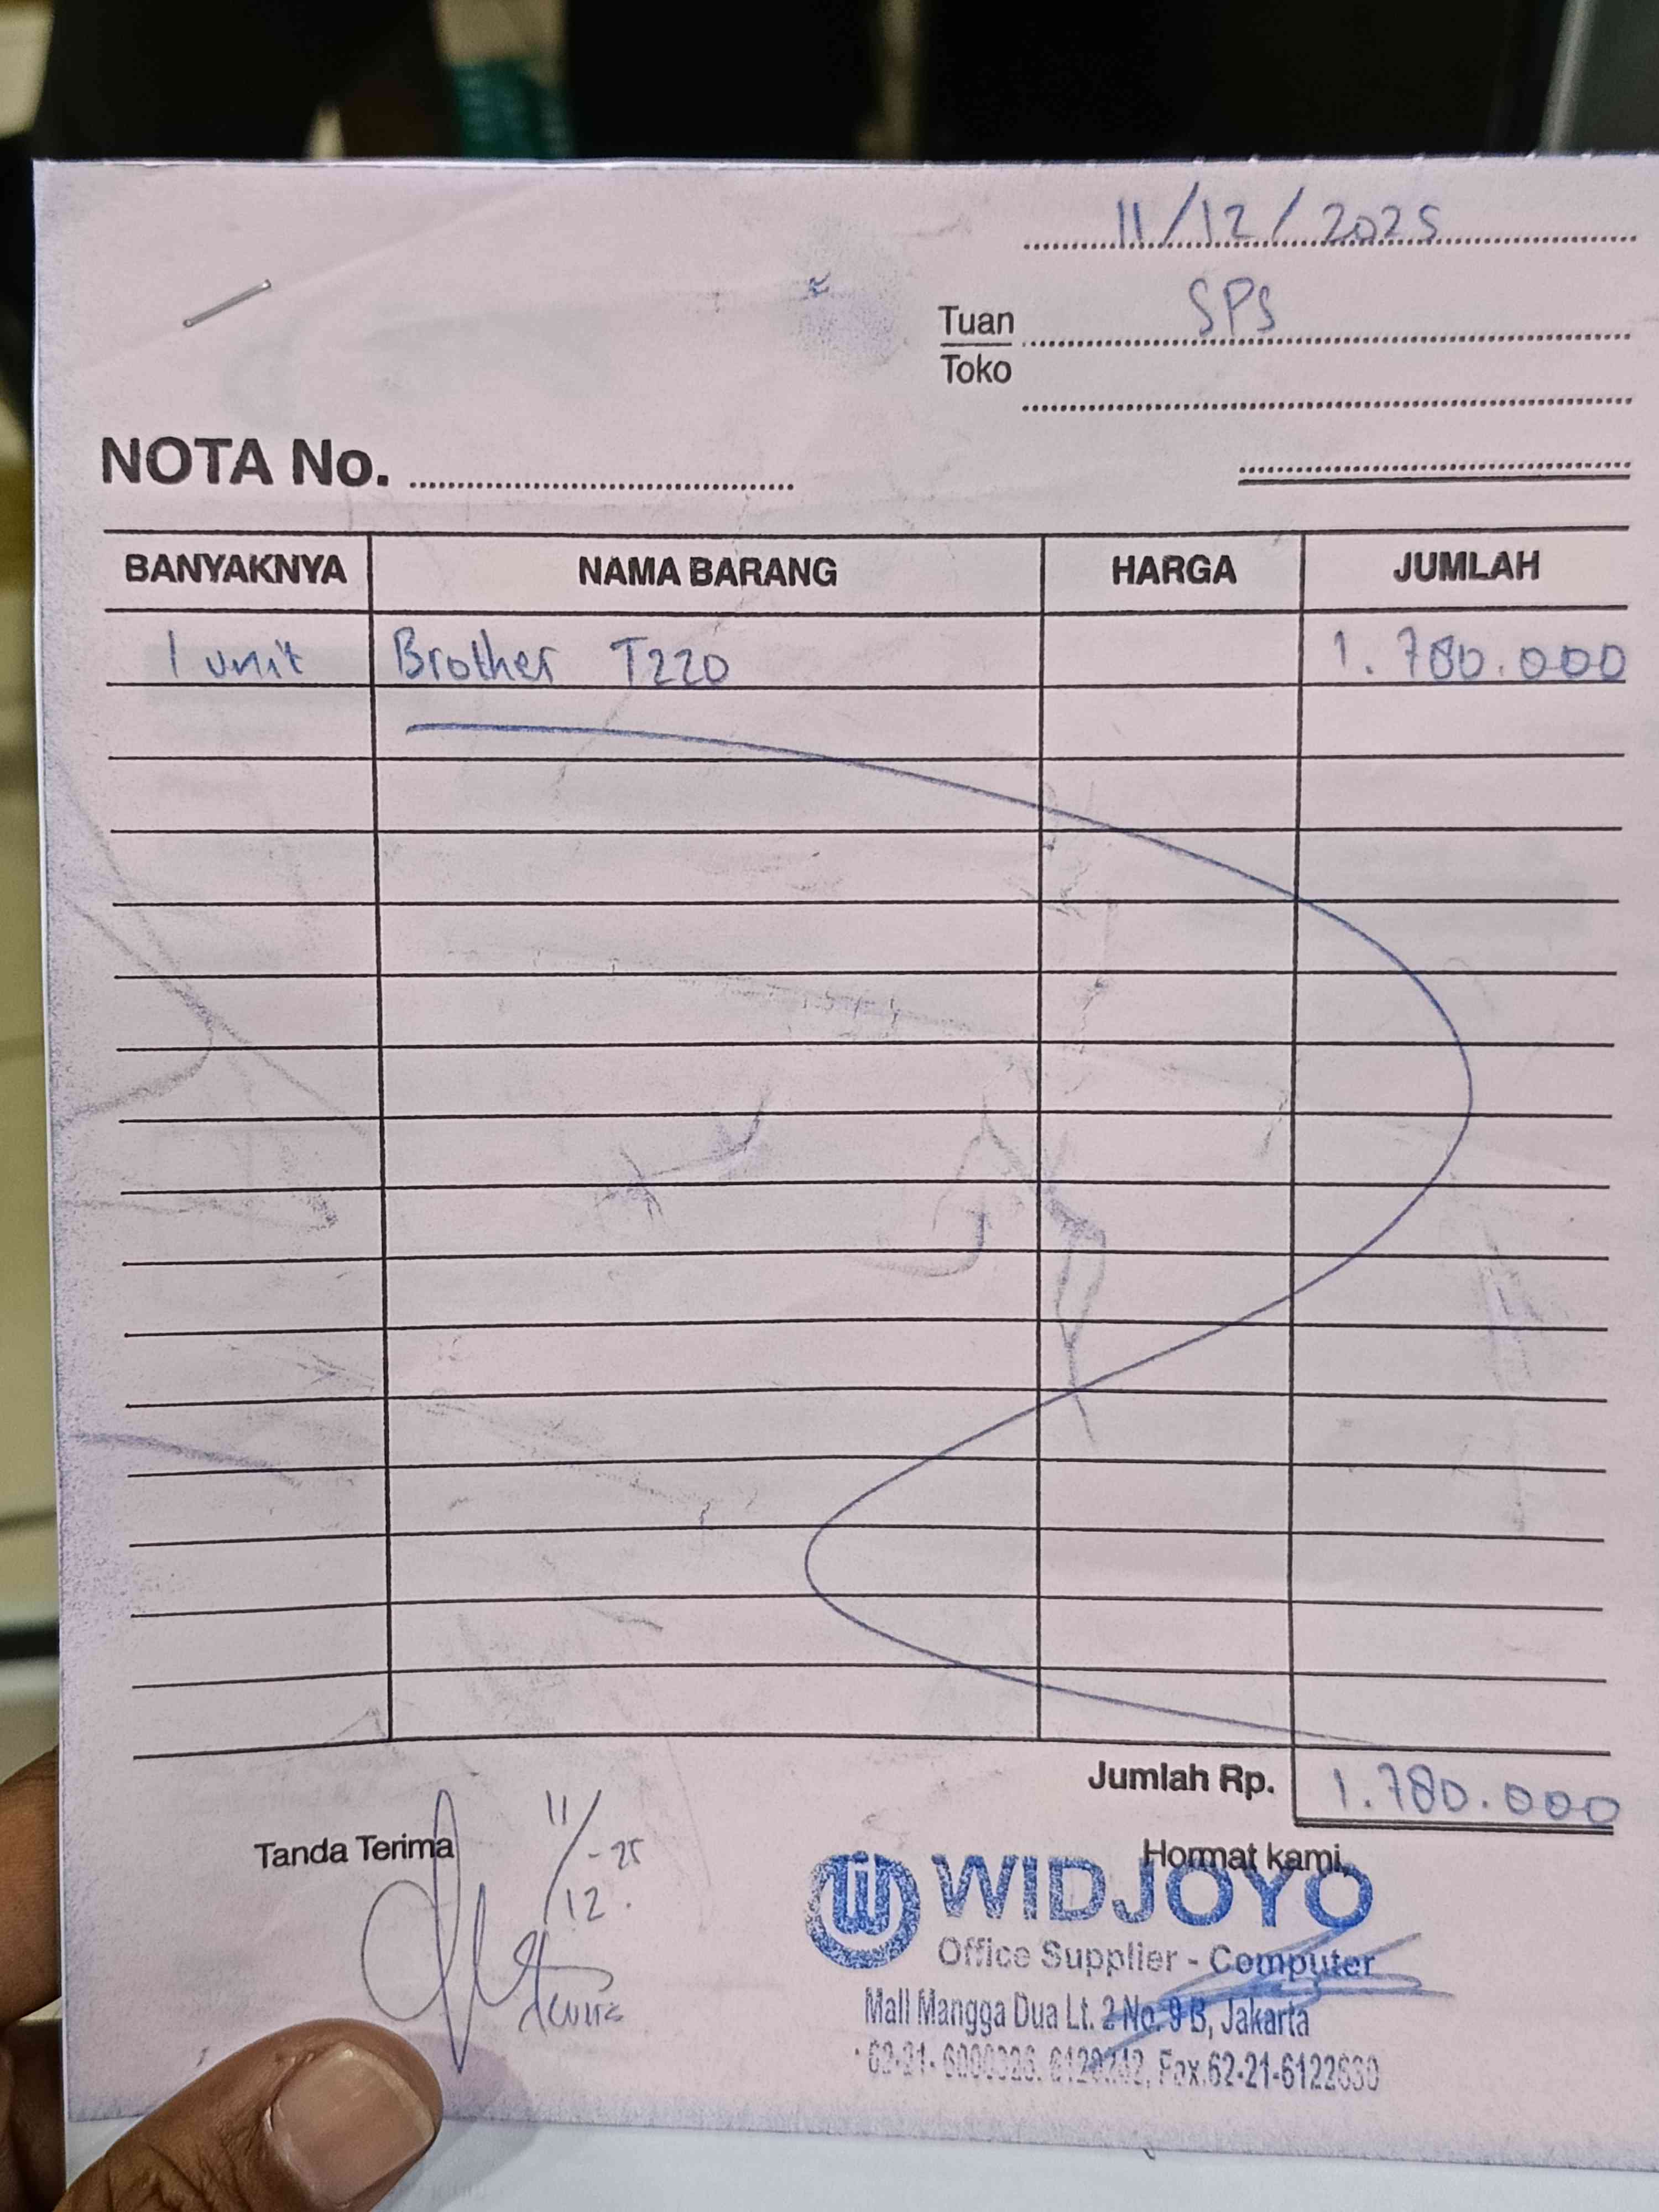 11/12/2025
Tuan SPS
Toko
NOTA No.
BANYAKNYA NAMA BARANG HARGA JUMLAH
1 unit Brother T220 1.780.000
Jumlah Rp. 1.780.000
Tanda Terima 11/12-25
Hormat kami,
WIDJOYO
Office Supplier - Computer
Mall Mangga Dua Lt. 2 No. 9 B, Jakarta
Fax.62-21-6122630